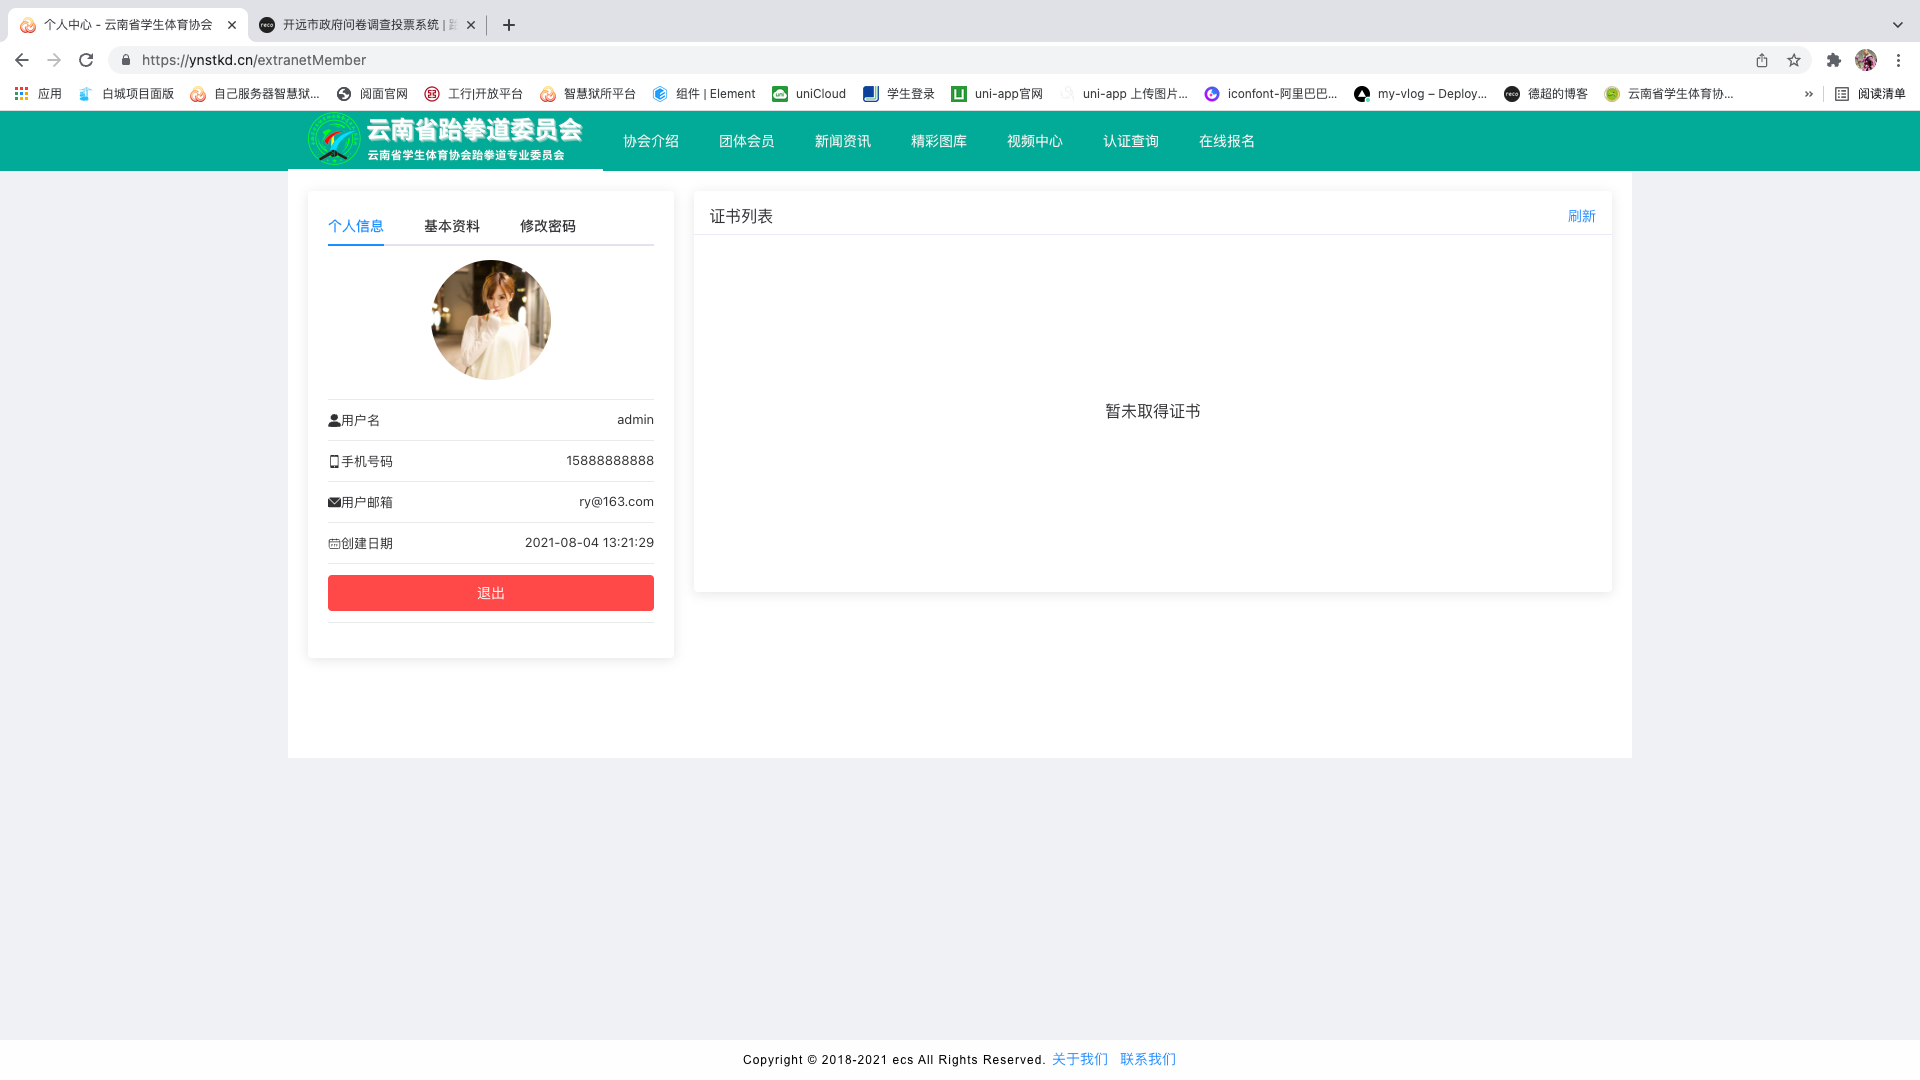 个人中心 - 云南省学生体育协会
开远市政府问卷调查投票系统 |
https://ynstkd.cn/extranetMember
应用 白城项目面版 自己服务器智慧狱... 阅面官网 工行|开放平台 智慧狱所平台 组件 | Element uniCloud 学生登录 uni-app官网 uni-app 上传图片... iconfont-阿里巴巴... my-vlog – Deploy... 德超的博客 云南省学生体育协... » 阅读清单
云南省跆拳道委员会
云南省学生体育协会跆拳道专业委员会
协会介绍 团体会员 新闻资讯 精彩图库 视频中心 认证查询 在线报名
个人信息 基本资料 修改密码
用户名 admin
手机号码 15888888888
用户邮箱 ry@163.com
创建日期 2021-08-04 13:21:29
退出
证书列表 刷新
暂未取得证书
Copyright © 2018-2021 ecs All Rights Reserved. 关于我们 联系我们